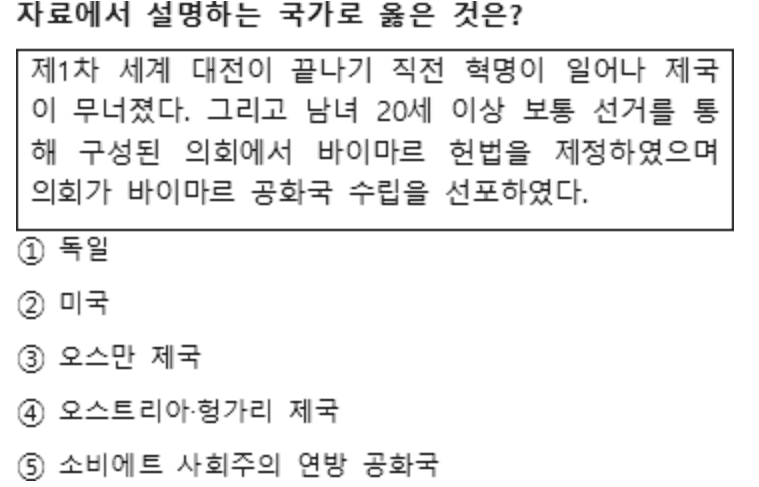 자료에서 설명하는 국가로 옳은 것은?
제1차 세계 대전이 끝나기 직전 혁명이 일어나 제국
이 무너졌다. 그리고 남녀 20세 이상 보통 선거를 통
해 구성된 의회에서 바이마르 헌법을 제정하였으며
의회가 바이마르 공화국 수립을 선포하였다.
① 독일
② 미국
③ 오스만 제국
④ 오스트리아·헝가리 제국
⑤ 소비에트 사회주의 연방 공화국